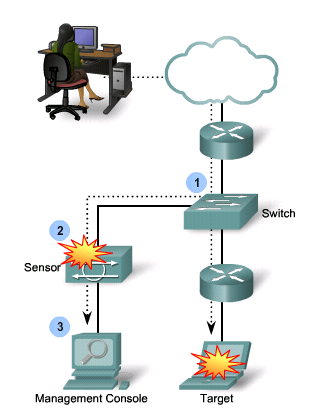 1
Switch
2
Sensor
3
Management Console
Target